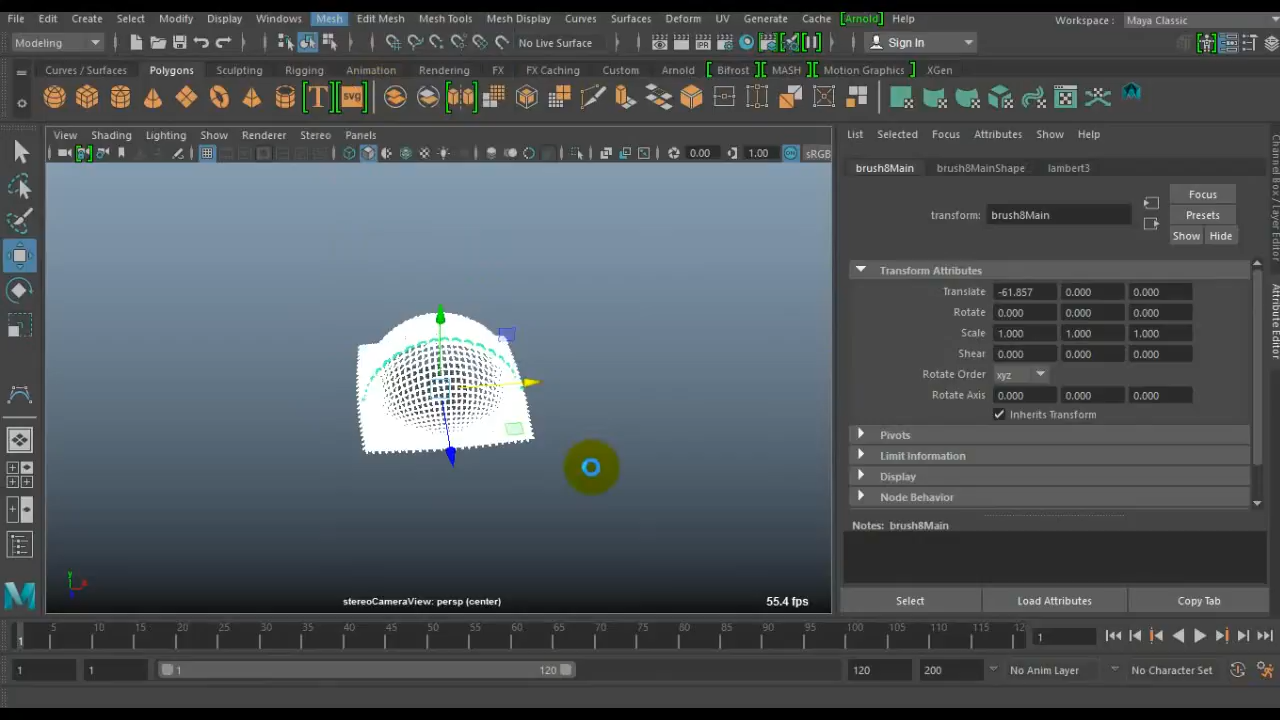 File Edit Create Select Modify Display Windows Mesh Edit Mesh Mesh Tools Mesh Display Curves Surfaces Deform UV Generate Cache [Arnold] Help Workspace : Maya Classic
Modeling No Live Surface Sign In
Curves / Surfaces Polygons Sculpting Rigging Animation Rendering FX FX Caching Custom Arnold Bifrost MASH Motion Graphics XGen
T svg
View Shading Lighting Show Renderer Stereo Panels
0.00 1.00 sRGB
stereoCameraView: persp (center)
55.4 fps
y
List Selected Focus Attributes Show Help
brush8Main brush8MainShape lambert3
Focus
transform: brush8Main Presets
Show Hide
Transform Attributes
Translate -61.857 0.000 0.000
Rotate 0.000 0.000 0.000
Scale 1.000 1.000 1.000
Shear 0.000 0.000 0.000
Rotate Order xyz
Rotate Axis 0.000 0.000 0.000
Inherits Transform
Pivots
Limit Information
Display
Node Behavior
Notes: brush8Main
Select Load Attributes Copy Tab
Channel Box / Layer Editor
Attribute Editor
1 5 10 15 20 25 30 35 40 45 50 55 60 65 70 75 80 85 90 95 100 105 110 115 12 1
1 1 1 120 120 200 No Anim Layer No Character Set
M